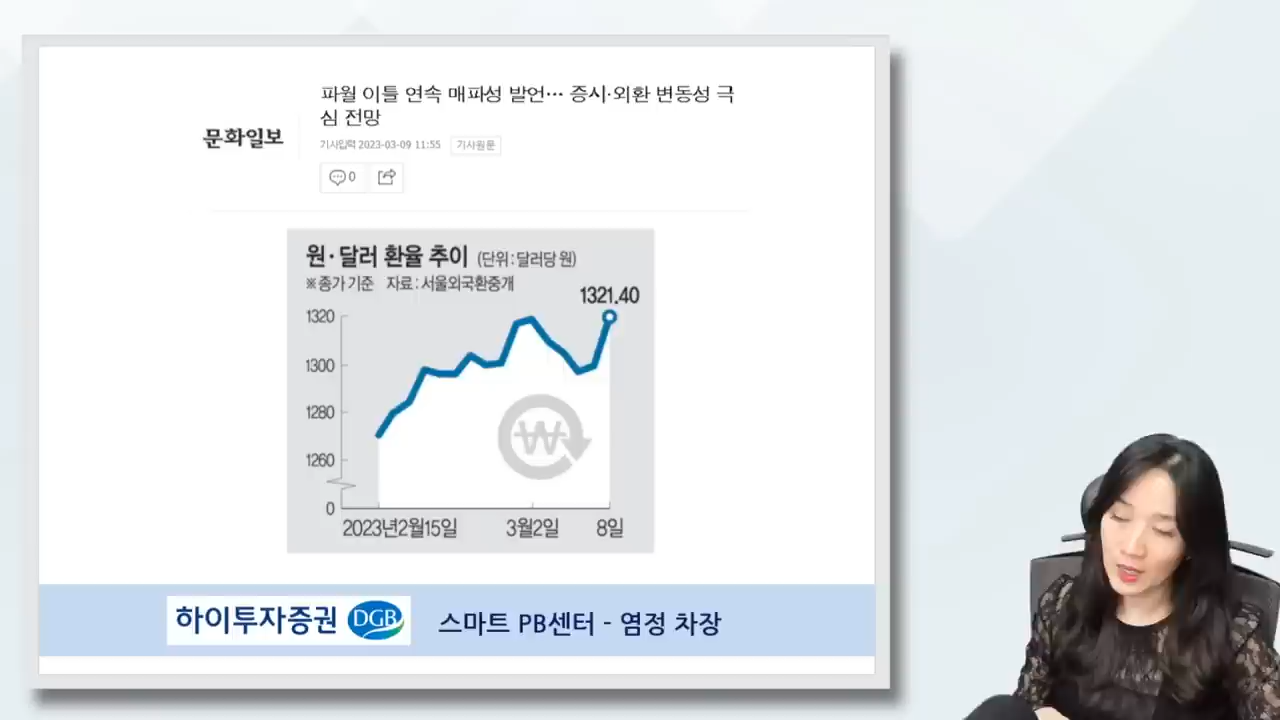 파월 이틀 연속 매파성 발언… 증시·외환 변동성 극
심 전망
문화일보
기사입력 2023-03-09 11:55 기사원문
0
원·달러 환율 추이 (단위:달러당 원)
※종가 기준 자료:서울외국환중개
1321.40
1320
1300
1280
1260
0
2023년2월15일 3월2일 8일
하이투자증권 DGB 스마트 PB센터 - 염정 차장